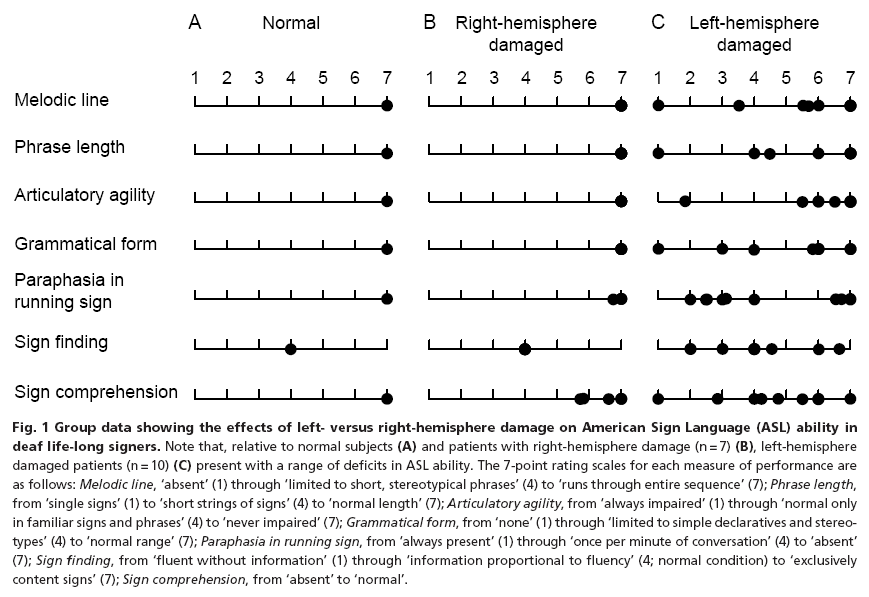 A Normal B Right-hemisphere damaged C Left-hemisphere damaged
1 2 3 4 5 6 7 1 2 3 4 5 6 7 1 2 3 4 5 6 7
Melodic line
Phrase length
Articulatory agility
Grammatical form
Paraphasia in
running sign
Sign finding
Sign comprehension
Fig. 1 Group data showing the effects of left- versus right-hemisphere damage on American Sign Language (ASL) ability in
deaf life-long signers. Note that, relative to normal subjects (A) and patients with right-hemisphere damage (n=7) (B), left-hemisphere
damaged patients (n=10) (C) present with a range of deficits in ASL ability. The 7-point rating scales for each measure of performance are
as follows: Melodic line, ‘absent’ (1) through ‘limited to short, stereotypical phrases’ (4) to ‘runs through entire sequence’ (7); Phrase length,
from ‘single signs’ (1) to ‘short strings of signs’ (4) to ‘normal length’ (7); Articulatory agility, from ‘always impaired’ (1) through ‘normal only
in familiar signs and phrases’ (4) to ‘never impaired’ (7); Grammatical form, from ‘none’ (1) through ‘limited to simple declaratives and stereo-
types’ (4) to ‘normal range’ (7); Paraphasia in running sign, from ‘always present’ (1) through ‘once per minute of conversation’ (4) to ‘absent’
(7); Sign finding, from ‘fluent without information’ (1) through ‘information proportional to fluency’ (4; normal condition) to ‘exclusively
content signs’ (7); Sign comprehension, from ‘absent’ to ‘normal’.